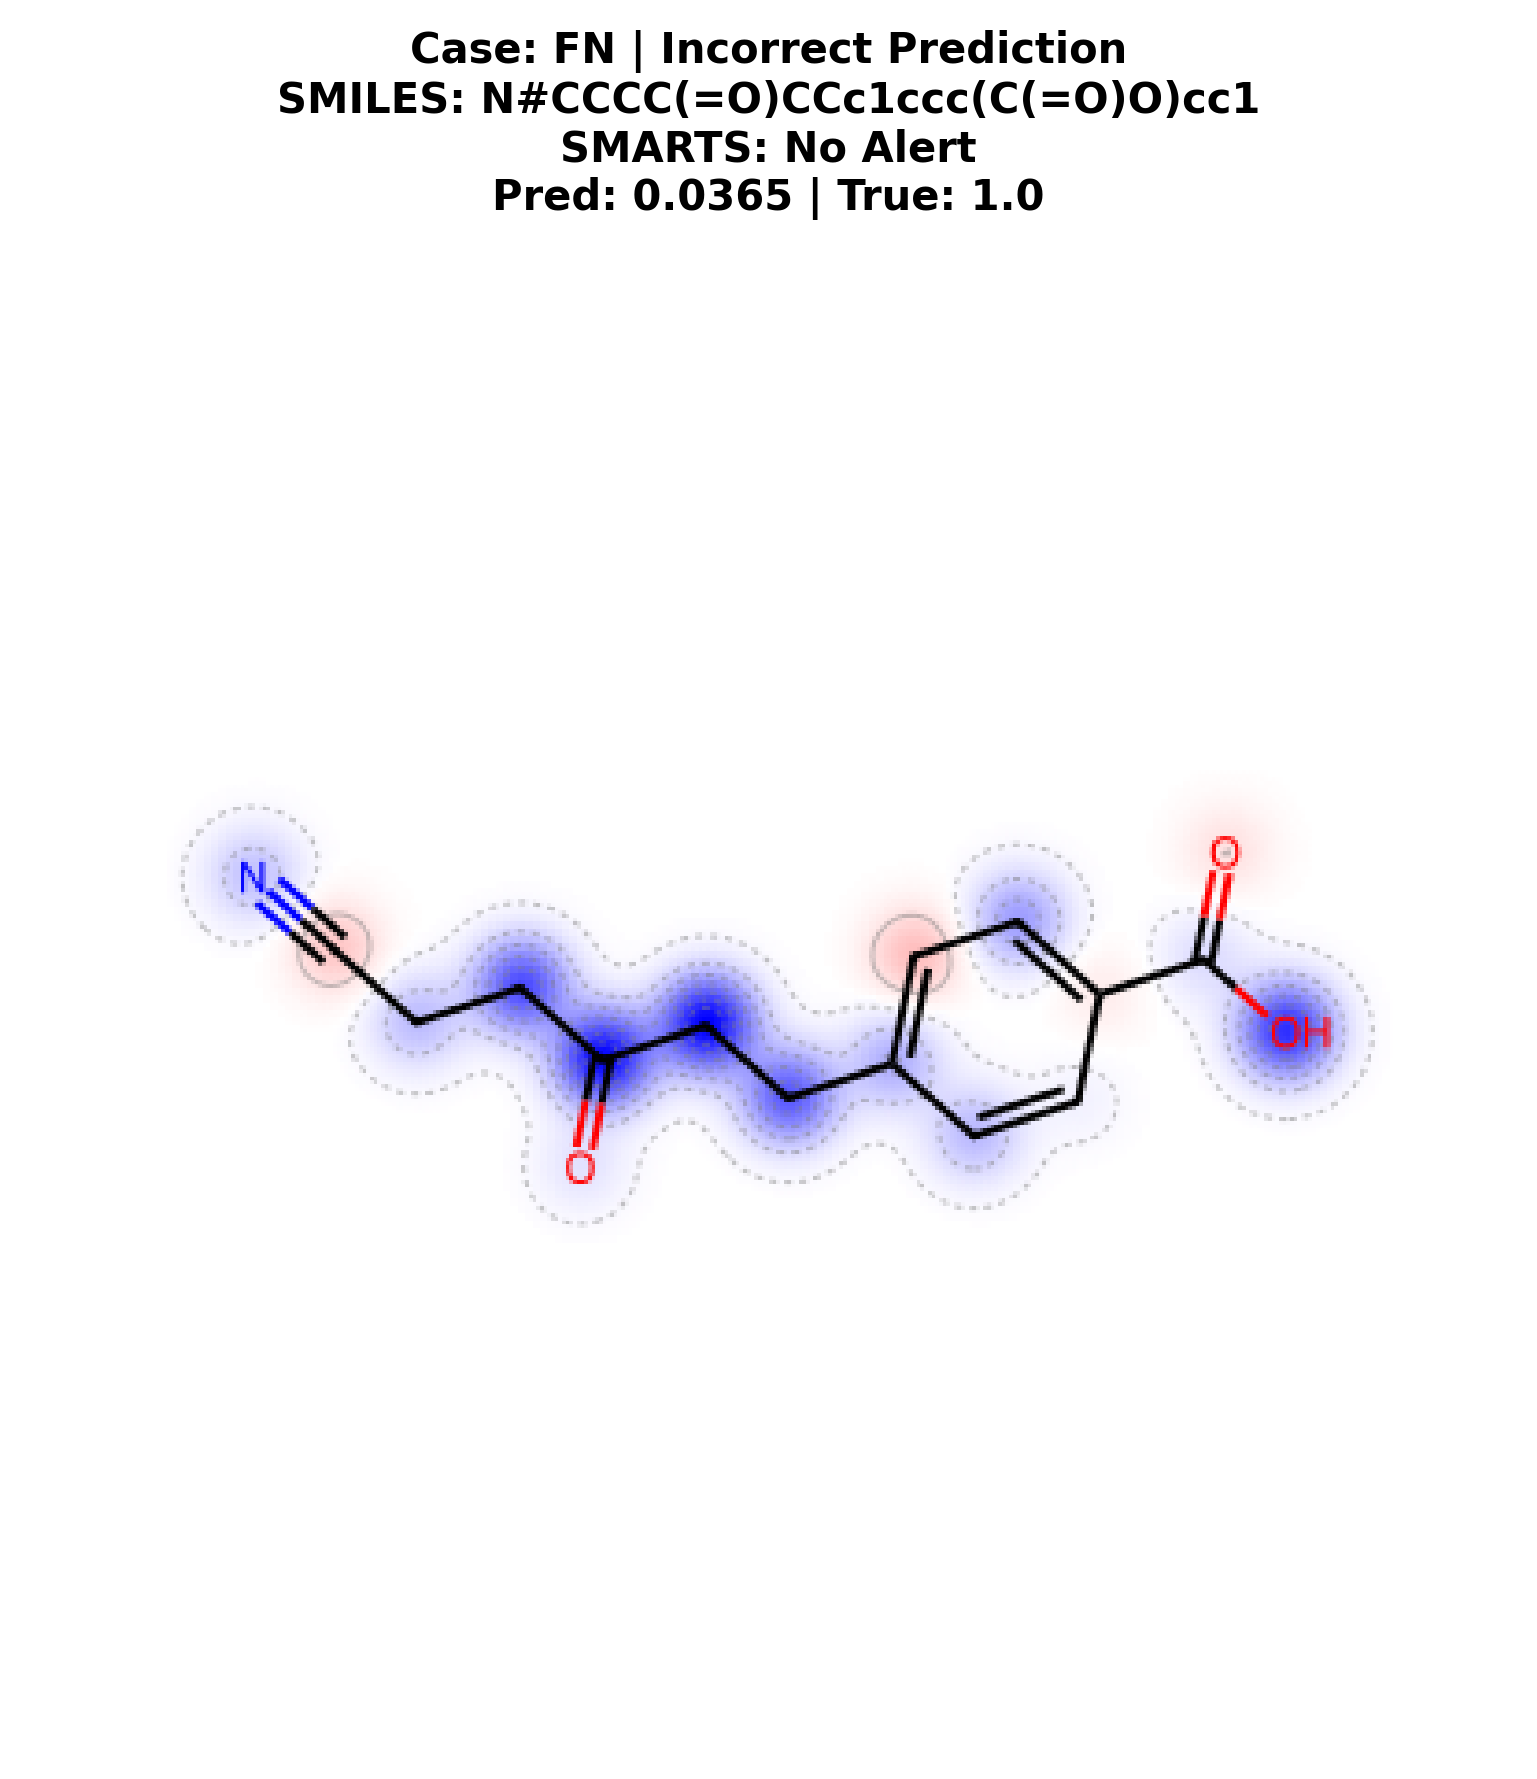 Case: FN | Incorrect Prediction
SMILES: N#CCCC(=O)CCc1ccc(C(=O)O)cc1
SMARTS: No Alert
Pred: 0.0365 | True: 1.0
O
N
OH
O